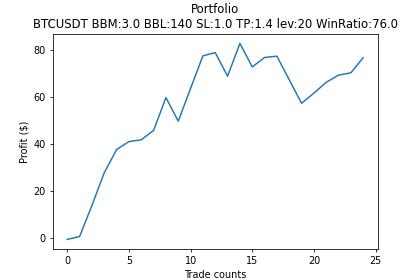 Portfolio
BTCUSDT BBM:3.0 BBL:140 SL:1.0 TP:1.4 lev:20 WinRatio:76.0
80
60
40
20
0
Profit ($)
0 5 10 15 20 25
Trade counts